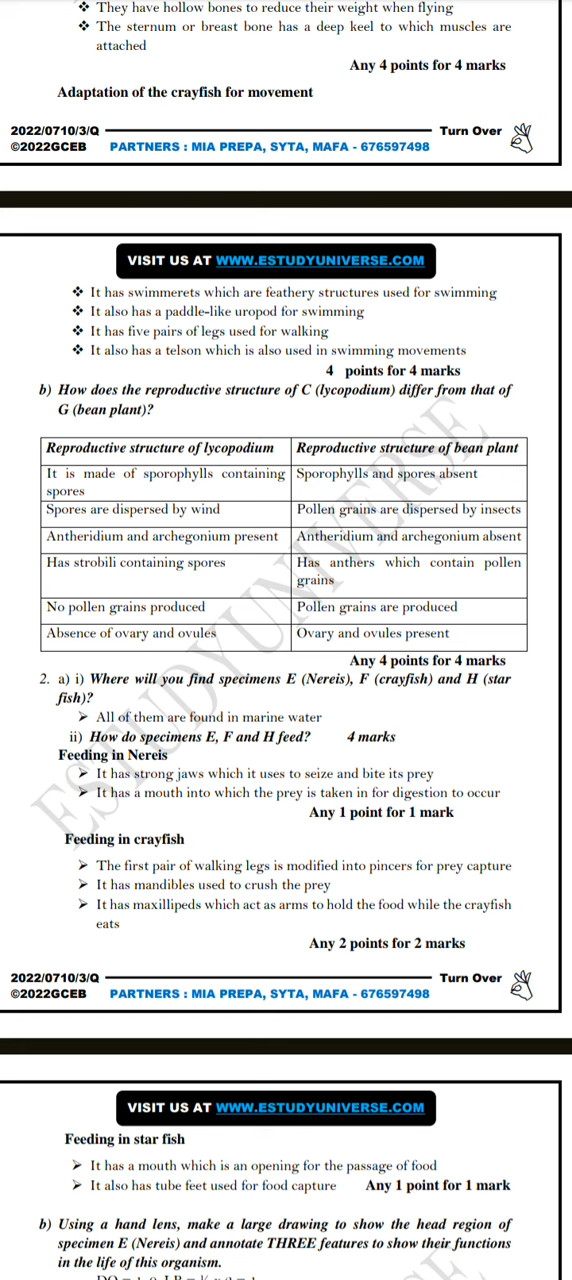 ❖ They have hollow bones to reduce their weight when flying
❖ The sternum or breast bone has a deep keel to which muscles are
attached
Any 4 points for 4 marks
Adaptation of the crayfish for movement
2022/0710/3/Q Turn Over
©2022GCEB PARTNERS : MIA PREPA, SYTA, MAFA - 676597498
VISIT US AT WWW.ESTUDYUNIVERSE.COM
❖ It has swimmerets which are feathery structures used for swimming
❖ It also has a paddle-like uropod for swimming
❖ It has five pairs of legs used for walking
❖ It also has a telson which is also used in swimming movements
4 points for 4 marks
b) How does the reproductive structure of C (lycopodium) differ from that of
G (bean plant)?
Reproductive structure of lycopodium Reproductive structure of bean plant
It is made of sporophylls containing Sporophylls and spores absent
spores
Spores are dispersed by wind Pollen grains are dispersed by insects
Antheridium and archegonium present Antheridium and archegonium absent
Has strobili containing spores Has anthers which contain pollen
grains
No pollen grains produced Pollen grains are produced
Absence of ovary and ovules Ovary and ovules present
Any 4 points for 4 marks
2. a) i) Where will you find specimens E (Nereis), F (crayfish) and H (star
fish)?
➤ All of them are found in marine water
ii) How do specimens E, F and H feed? 4 marks
Feeding in Nereis
➤ It has strong jaws which it uses to seize and bite its prey
➤ It has a mouth into which the prey is taken in for digestion to occur
Any 1 point for 1 mark
Feeding in crayfish
➤ The first pair of walking legs is modified into pincers for prey capture
➤ It has mandibles used to crush the prey
➤ It has maxillipeds which act as arms to hold the food while the crayfish
eats
Any 2 points for 2 marks
2022/0710/3/Q Turn Over
©2022GCEB PARTNERS : MIA PREPA, SYTA, MAFA - 676597498
VISIT US AT WWW.ESTUDYUNIVERSE.COM
Feeding in star fish
➤ It has a mouth which is an opening for the passage of food
➤ It also has tube feet used for food capture Any 1 point for 1 mark
b) Using a hand lens, make a large drawing to show the head region of
specimen E (Nereis) and annotate THREE features to show their functions
in the life of this organism.
ESTUDYUNIVERSE